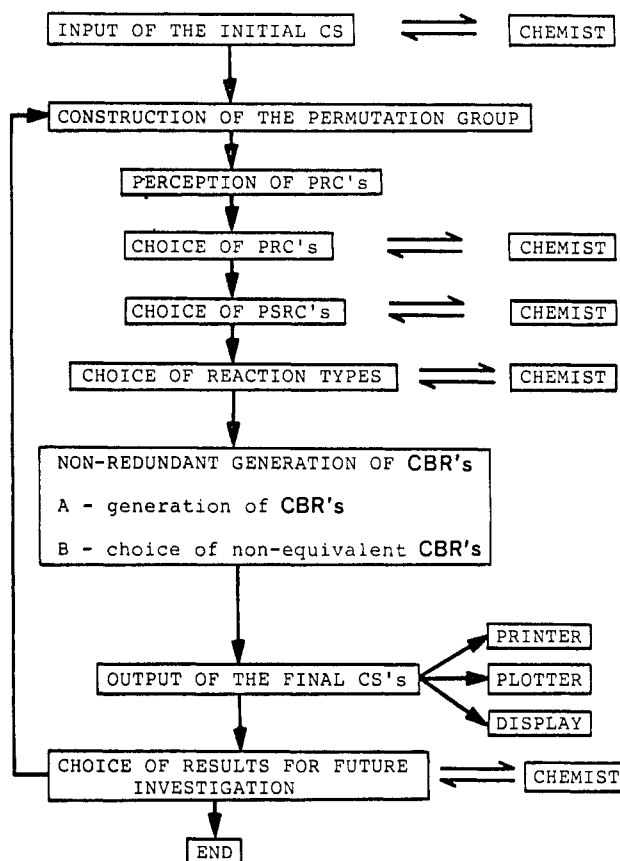 INPUT OF THE INITIAL CS
CHEMIST
CONSTRUCTION OF THE PERMUTATION GROUP
PERCEPTION OF PRC's
CHOICE OF PRC's
CHEMIST
CHOICE OF PSRC's
CHEMIST
CHOICE OF REACTION TYPES
CHEMIST
NON-REDUNDANT GENERATION OF CBR's
A - generation of CBR's
B - choice of non-equivalent CBR's
PRINTER
OUTPUT OF THE FINAL CS's
PLOTTER
DISPLAY
CHOICE OF RESULTS FOR FUTURE
INVESTIGATION
CHEMIST
END